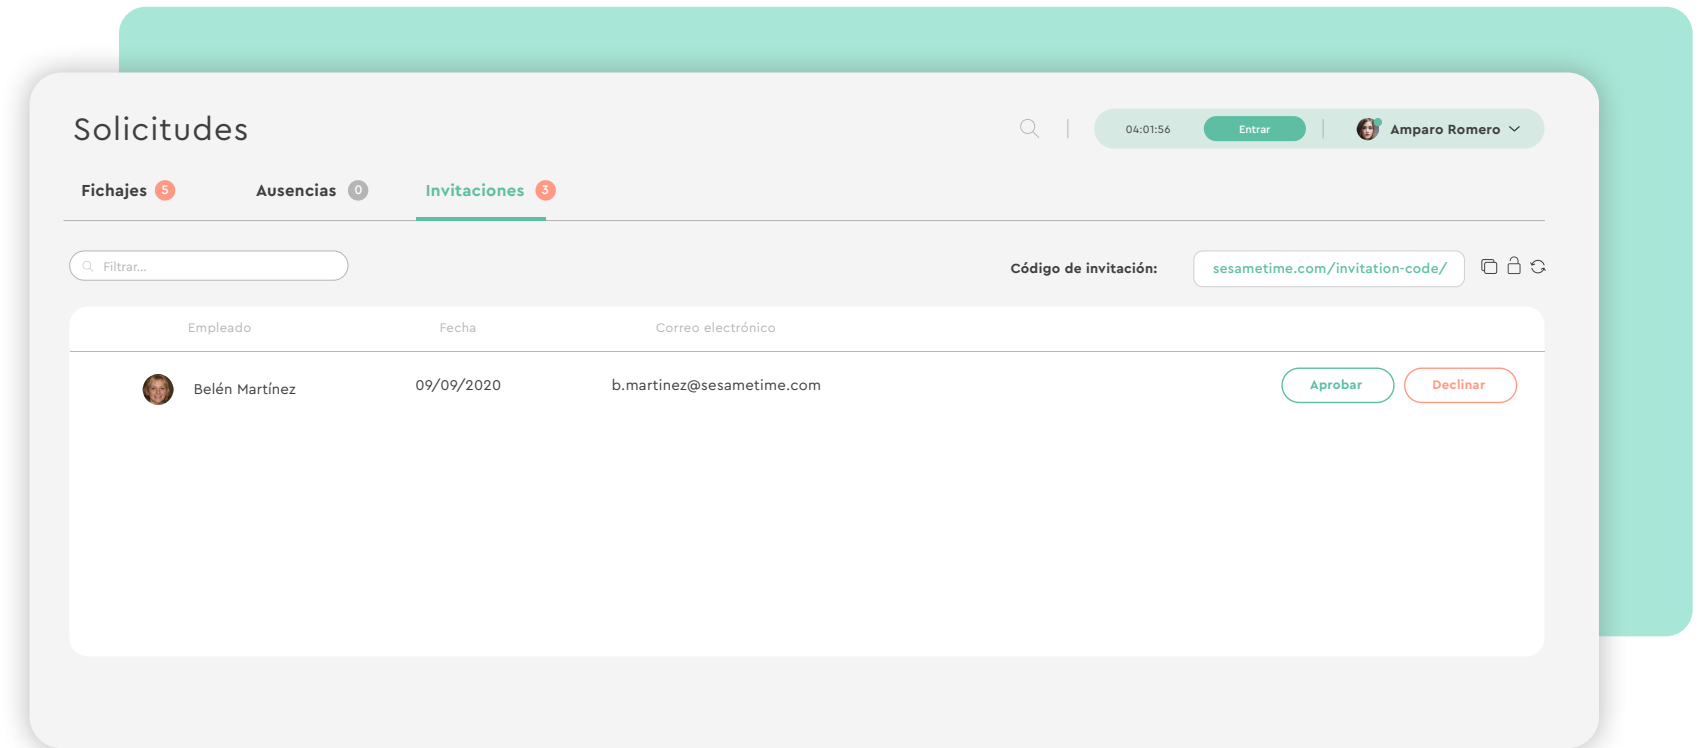 Solicitudes
04:01:56 Entrar Amparo Romero
Fichajes 5 Ausencias 0 Invitaciones 3
Filtrar... Código de invitación: sesametime.com/invitation-code/
Empleado Fecha Correo electrónico
Belén Martínez 09/09/2020 b.martinez@sesametime.com Aprobar Declinar